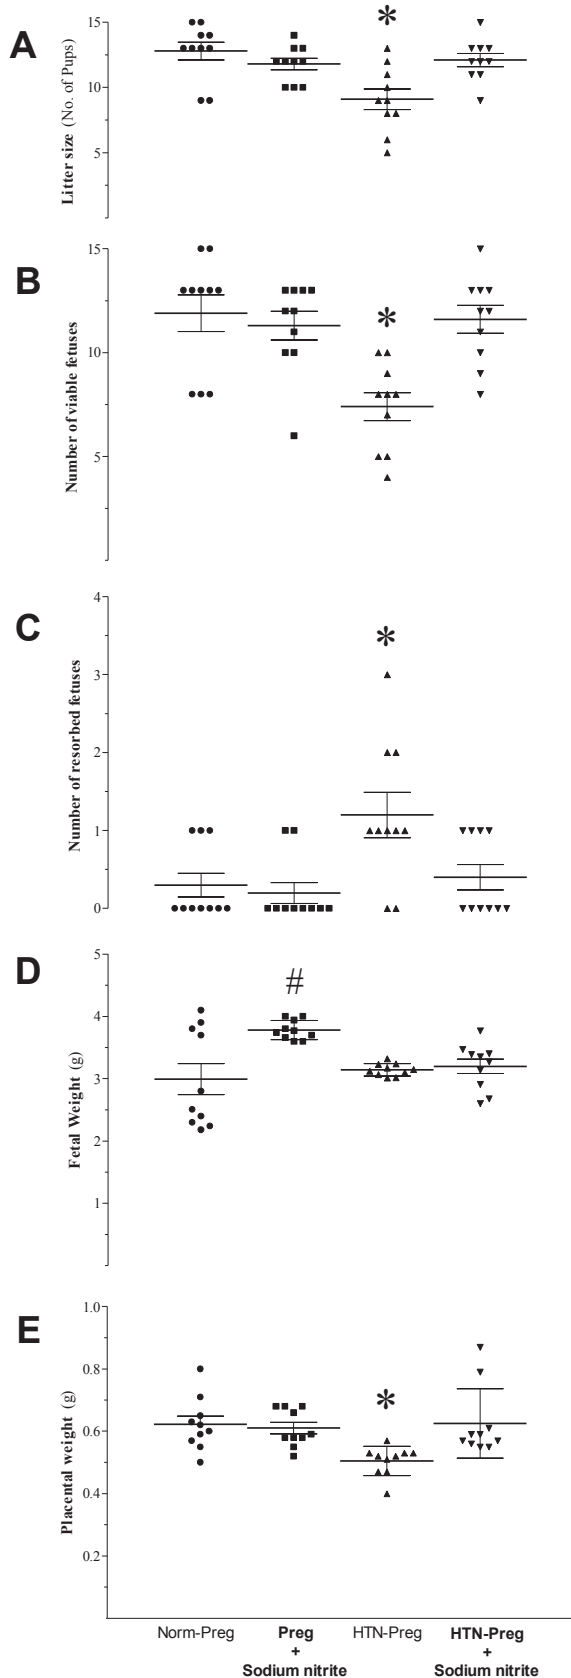 A
Litter size (No. of Pups)
15
10
5
*
B
Number of viable fetuses
15
10
5
*
C
Number of resorbed fetuses
4
3
2
1
0
*
D
Fetal Weight (g)
5
4
3
2
1
#
E
Placental weight (g)
1.0
0.8
0.6
0.4
0.2
*
Norm-Preg
Preg
+
Sodium nitrite
HTN-Preg
HTN-Preg
+
Sodium nitrite